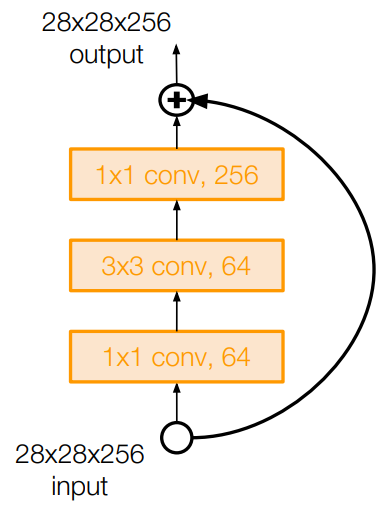 28x28x256
output
1x1 conv, 256
3x3 conv, 64
1x1 conv, 64
28x28x256
input